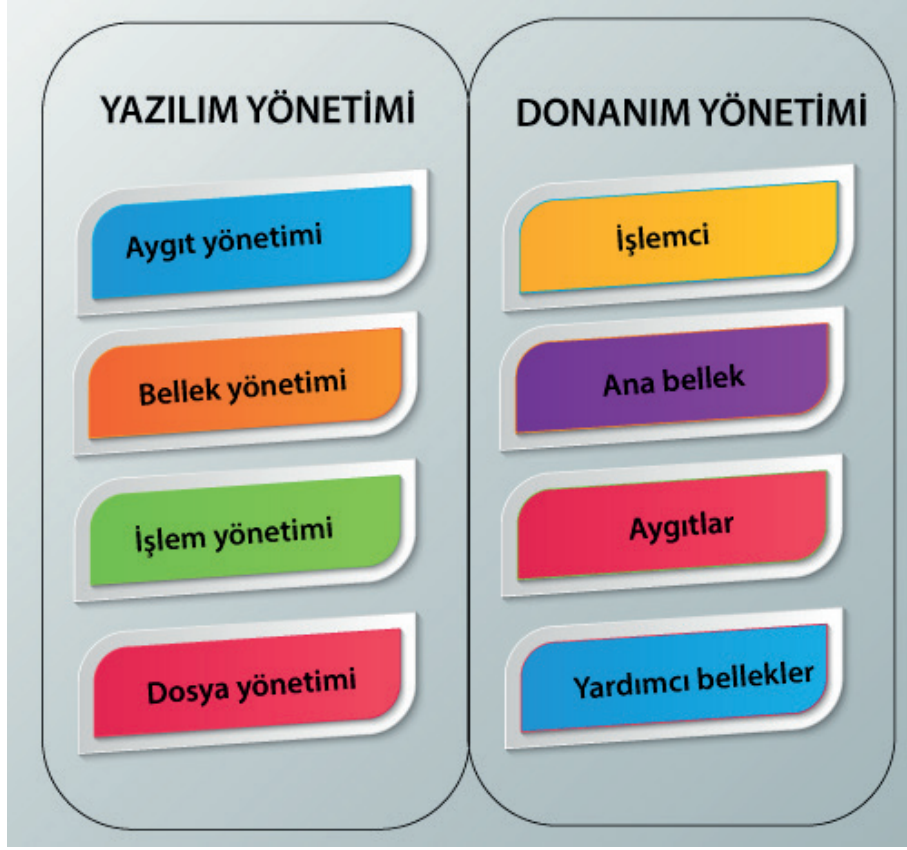 YAZILIM YÖNETİMİ
Aygıt yönetimi
Bellek yönetimi
İşlem yönetimi
Dosya yönetimi
DONANIM YÖNETİMİ
İşlemci
Ana bellek
Aygıtlar
Yardımcı bellekler